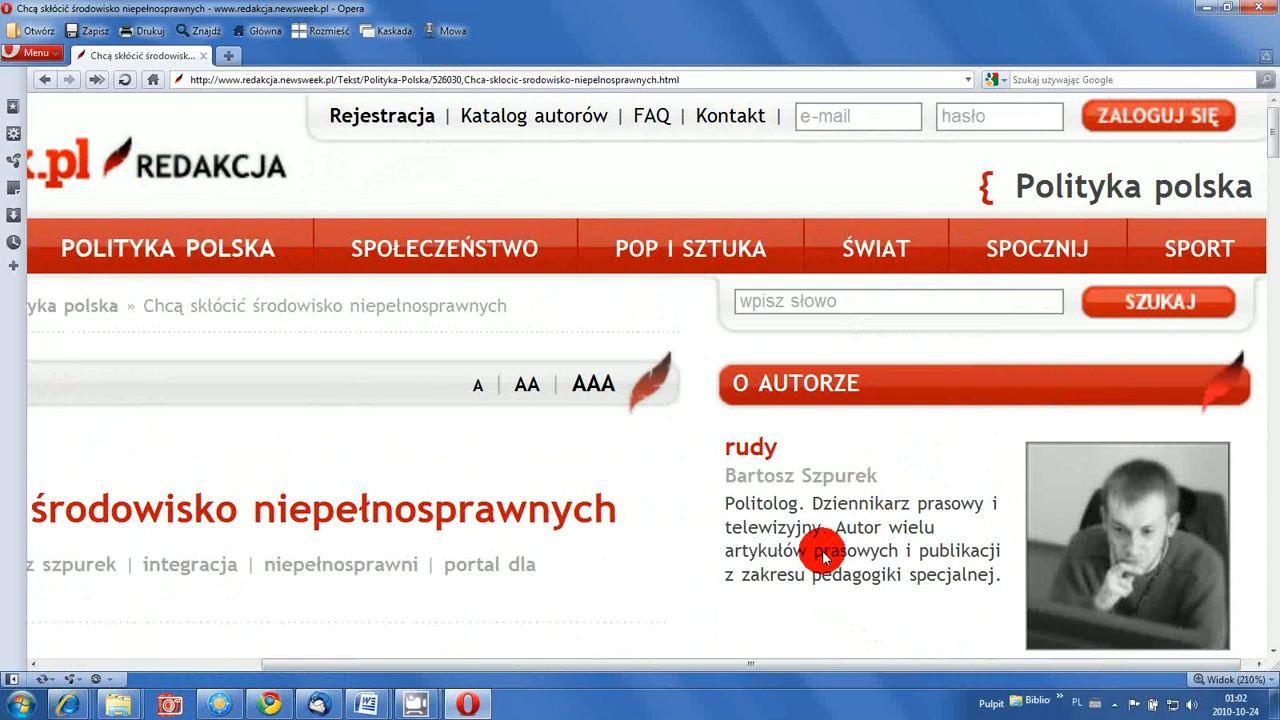 Chcą skłócić środowisko niepełnosprawnych - www.redakcja.newsweek.pl - Opera
Otwórz Zapisz Drukuj Znajdź Główna Rozmieść Kaskada Mowa
Menu Chcą skłócić środowisk...
http://www.redakcja.newsweek.pl/Tekst/Polityka-Polska/526030,Chca-sklocic-srodowisko-niepelnosprawnych.html Szukaj używając Google
Rejestracja | Katalog autorów | FAQ | Kontakt | e-mail hasło ZALOGUJ SIĘ
k.pl REDAKCJA
{ Polityka polska
POLITYKA POLSKA SPOŁECZEŃSTWO POP I SZTUKA ŚWIAT SPOCZNIJ SPORT
yka polska » Chcą skłócić środowisko niepełnosprawnych
wpisz słowo SZUKAJ
A | AA | AAA
O AUTORZE
rudy
Bartosz Szpurek
Politolog. Dziennikarz prasowy i
telewizyjny. Autor wielu
artykułów prasowych i publikacji
z zakresu pedagogiki specjalnej.
środowisko niepełnosprawnych
z szpurek | integracja | niepełnosprawni | portal dla
Widok (210%)
Pulpit Biblio » PL 01:02
2010-10-24